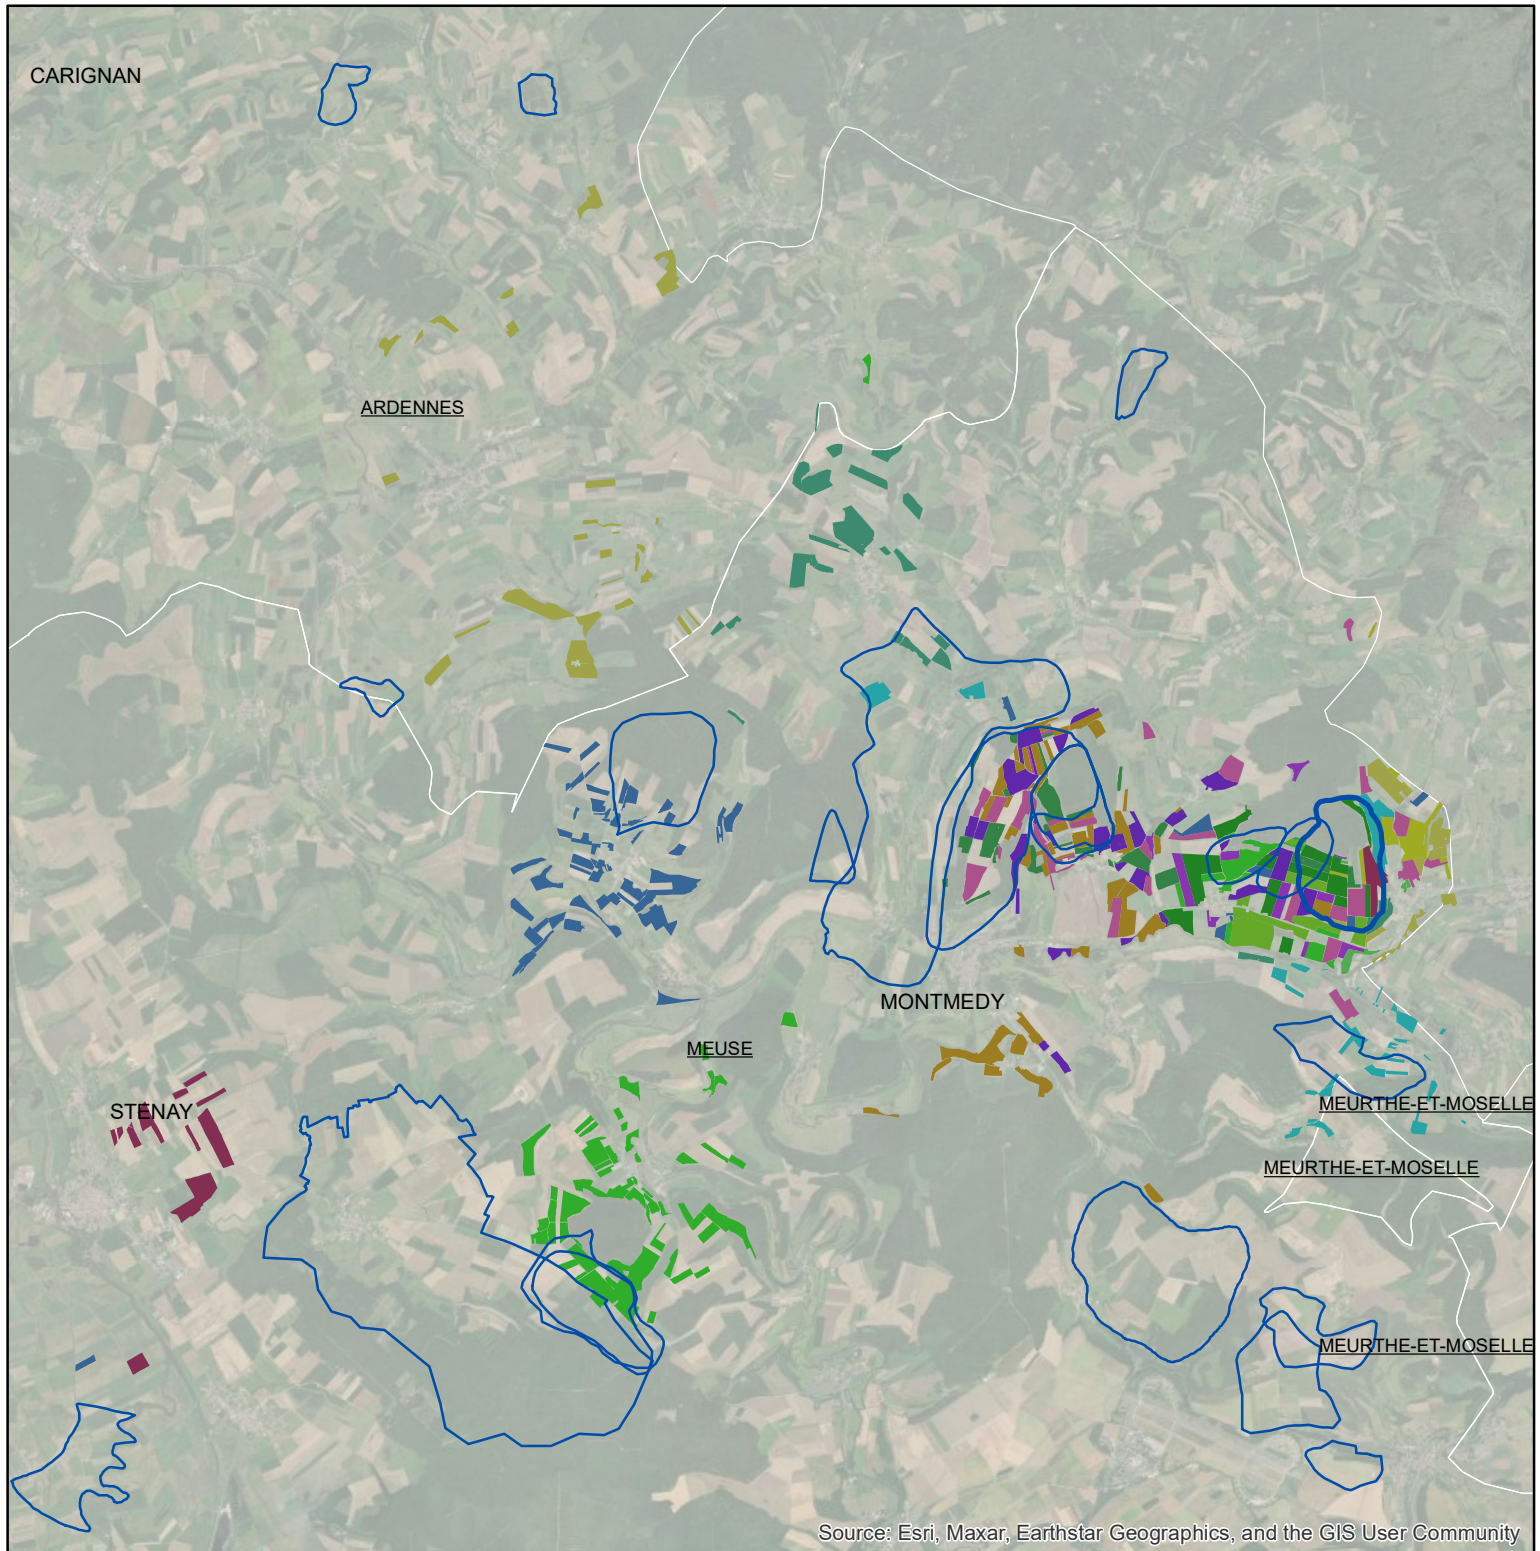 CARIGNAN
ARDENNES
MONTMEDY
MEUSE
STENAY
MEURTHE-ET-MOSELLE
MEURTHE-ET-MOSELLE
MEURTHE-ET-MOSELLE
Source: Esri, Maxar, Earthstar Geographics, and the GIS User Community